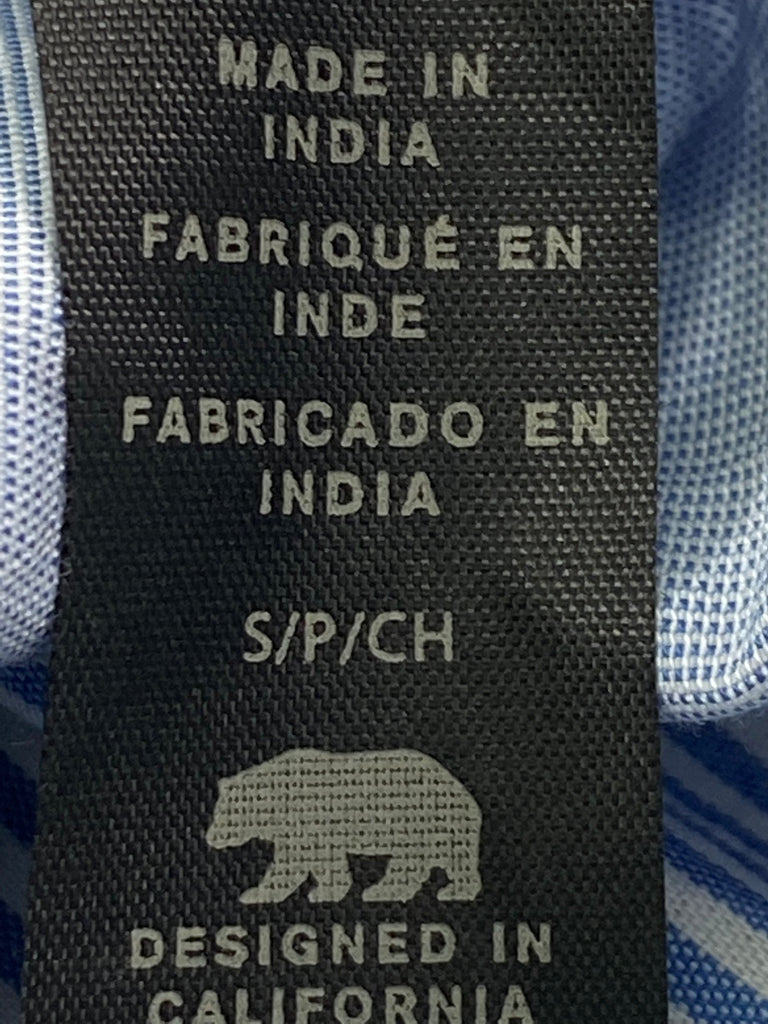 MADE IN
INDIA
FABRIQUÉ EN
INDE
FABRICADO EN
INDIA
S/P/CH
DESIGNED IN
CALIFORNIA